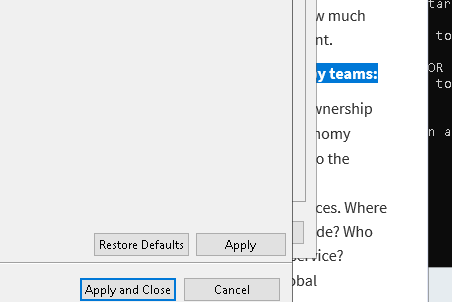 w much
nt.
y teams:
wnership
nomy
o the
ces. Where
de? Who
service?
obal
Restore Defaults
Apply
Apply and Close
Cancel
tar
to
OR
to
n a